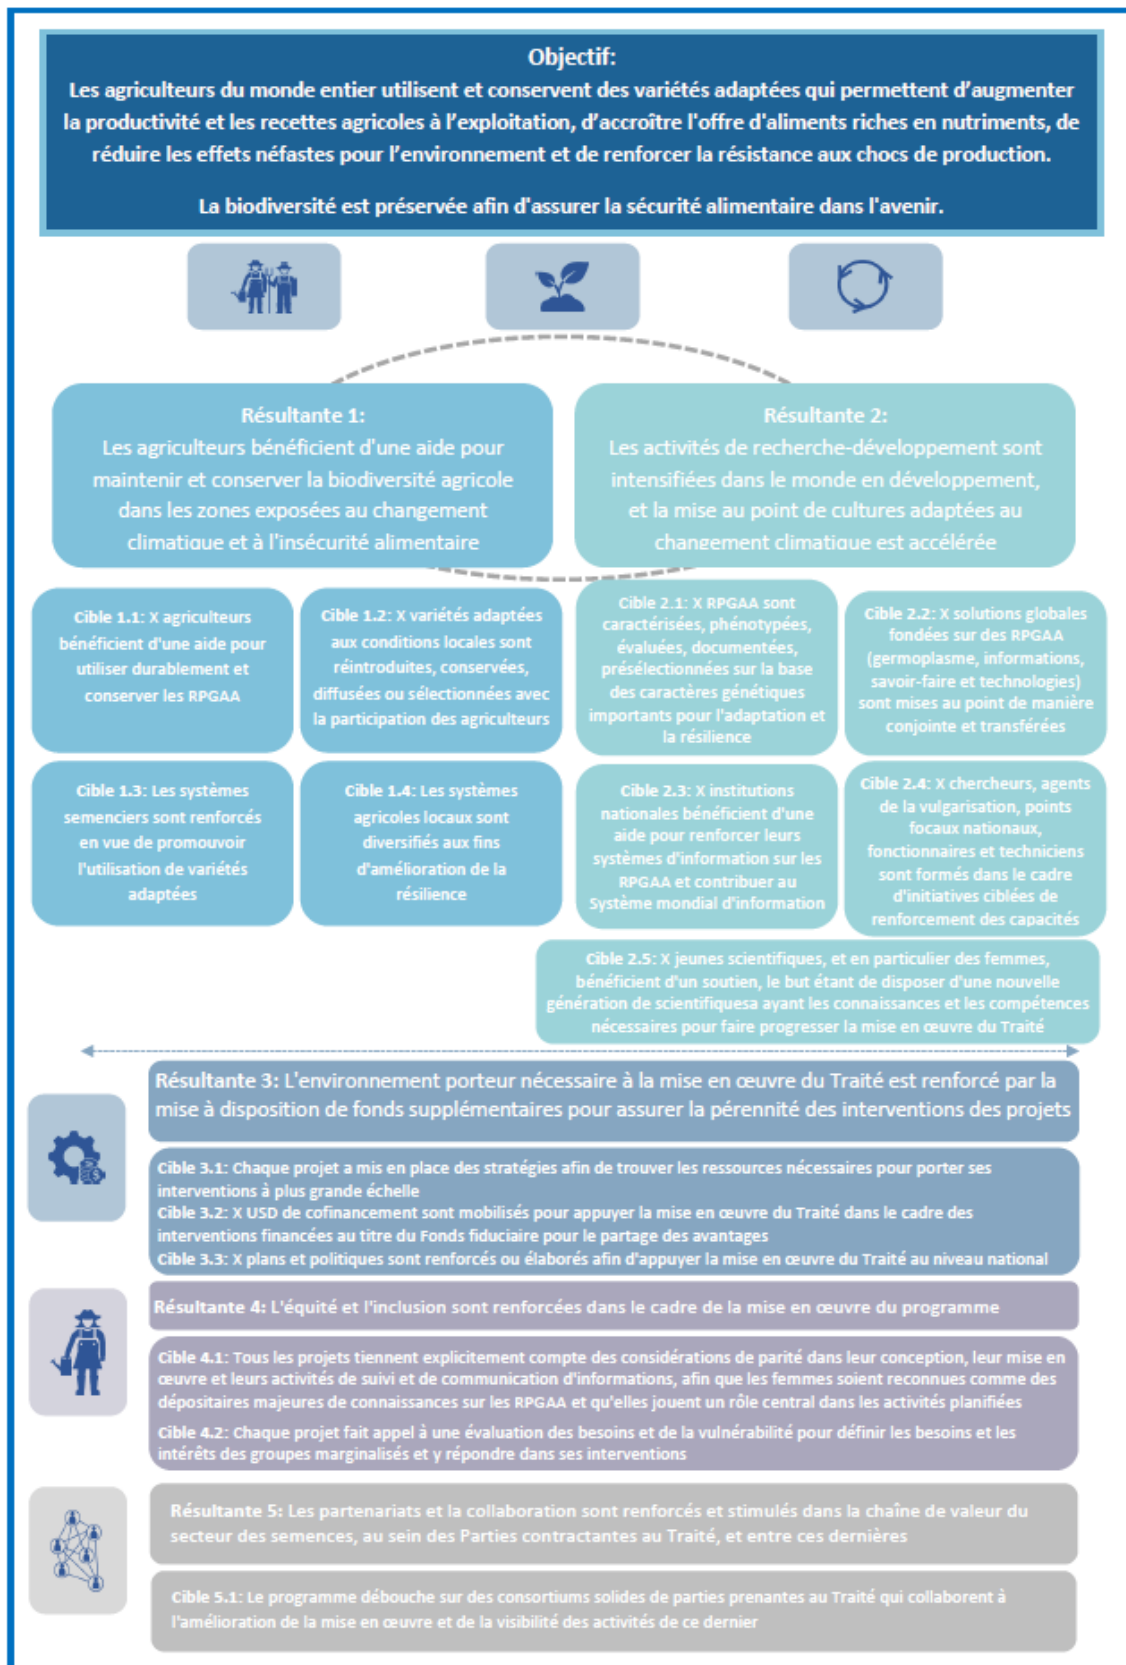 Objectif:
Les agriculteurs du monde entier utilisent et conservent des variétés adaptées qui permettent d’augmenter
la productivité et les recettes agricoles à l’exploitation, d’accroître l'offre d'aliments riches en nutriments, de
réduire les effets néfastes pour l’environnement et de renforcer la résistance aux chocs de production.
La biodiversité est préservée afin d'assurer la sécurité alimentaire dans l'avenir.
Résultante 1:
Les agriculteurs bénéficient d'une aide pour
maintenir et conserver la biodiversité agricole
dans les zones exposées au changement
climatique et à l'insécurité alimentaire
Résultante 2:
Les activités de recherche-développement sont
intensifiées dans le monde en développement,
et la mise au point de cultures adaptées au
changement climatique est accélérée
Cible 1.1: X agriculteurs
bénéficient d'une aide pour
utiliser durablement et
conserver les RPGAA
Cible 1.2: X variétés adaptées
aux conditions locales sont
réintroduites, conservées,
diffusées ou sélectionnées avec
la participation des agriculteurs
Cible 2.1: X RPGAA sont
caractérisées, phénotypées,
évaluées, documentées,
présélectionnées sur la base
des caractères génétiques
importants pour l'adaptation et
la résilience
Cible 2.2: X solutions globales
fondées sur des RPGAA
(germoplasme, informations,
savoir-faire et technologies)
sont mises au point de manière
conjointe et transférées
Cible 1.3: Les systèmes
semenciers sont renforcés
en vue de promouvoir
l'utilisation de variétés
adaptées
Cible 1.4: Les systèmes
agricoles locaux sont
diversifiés aux fins
d'amélioration de la
résilience
Cible 2.3: X institutions
nationales bénéficient d'une
aide pour renforcer leurs
systèmes d'information sur les
RPGAA et contribuer au
Système mondial d'information
Cible 2.4: X chercheurs, agents
de la vulgarisation, points
focaux nationaux,
fonctionnaires et techniciens
sont formés dans le cadre
d'initiatives ciblées de
renforcement des capacités
Cible 2.5: X jeunes scientifiques, et en particulier des femmes,
bénéficient d'un soutien, le but étant de disposer d'une nouvelle
génération de scientifiquesa ayant les connaissances et les compétences
nécessaires pour faire progresser la mise en œuvre du Traité
Résultante 3: L'environnement porteur nécessaire à la mise en œuvre du Traité est renforcé par la
mise à disposition de fonds supplémentaires pour assurer la pérennité des interventions des projets
Cible 3.1: Chaque projet a mis en place des stratégies afin de trouver les ressources nécessaires pour porter ses
interventions à plus grande échelle
Cible 3.2: X USD de cofinancement sont mobilisés pour appuyer la mise en œuvre du Traité dans le cadre des
interventions financées au titre du Fonds fiduciaire pour le partage des avantages
Cible 3.3: X plans et politiques sont renforcés ou élaborés afin d'appuyer la mise en œuvre du Traité au niveau national
Résultante 4: L'équité et l'inclusion sont renforcées dans le cadre de la mise en œuvre du programme
Cible 4.1: Tous les projets tiennent explicitement compte des considérations de parité dans leur conception, leur mise en
œuvre et leurs activités de suivi et de communication d'informations, afin que les femmes soient reconnues comme des
dépositaires majeures de connaissances sur les RPGAA et qu'elles jouent un rôle central dans les activités planifiées
Cible 4.2: Chaque projet fait appel à une évaluation des besoins et de la vulnérabilité pour définir les besoins et les
intérêts des groupes marginalisés et y répondre dans ses interventions
Résultante 5: Les partenariats et la collaboration sont renforcés et stimulés dans la chaîne de valeur du
secteur des semences, au sein des Parties contractantes au Traité, et entre ces dernières
Cible 5.1: Le programme débouche sur des consortiums solides de parties prenantes au Traité qui collaborent à
l'amélioration de la mise en œuvre et de la visibilité des activités de ce dernier